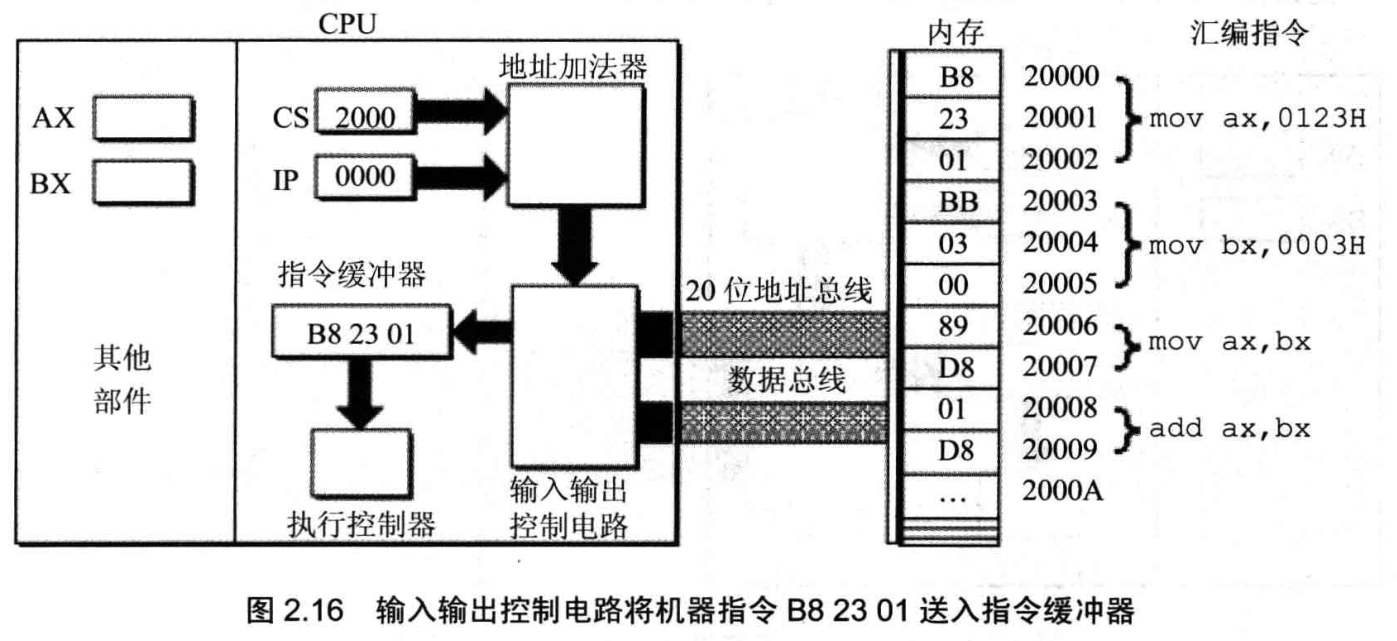 CPU
内存
汇编指令
地址加法器
AX
BX
CS 2000
IP 0000
指令缓冲器
B8 23 01
其他
部件
执行控制器
输入输出
控制电路
20 位地址总线
数据总线
B8 20000
23 20001 mov ax,0123H
01 20002
BB 20003
03 20004 mov bx,0003H
00 20005
89 20006
mov ax,bx
D8 20007
01 20008
add ax,bx
D8 20009
… 2000A
图 2.16 输入输出控制电路将机器指令 B8 23 01 送入指令缓冲器